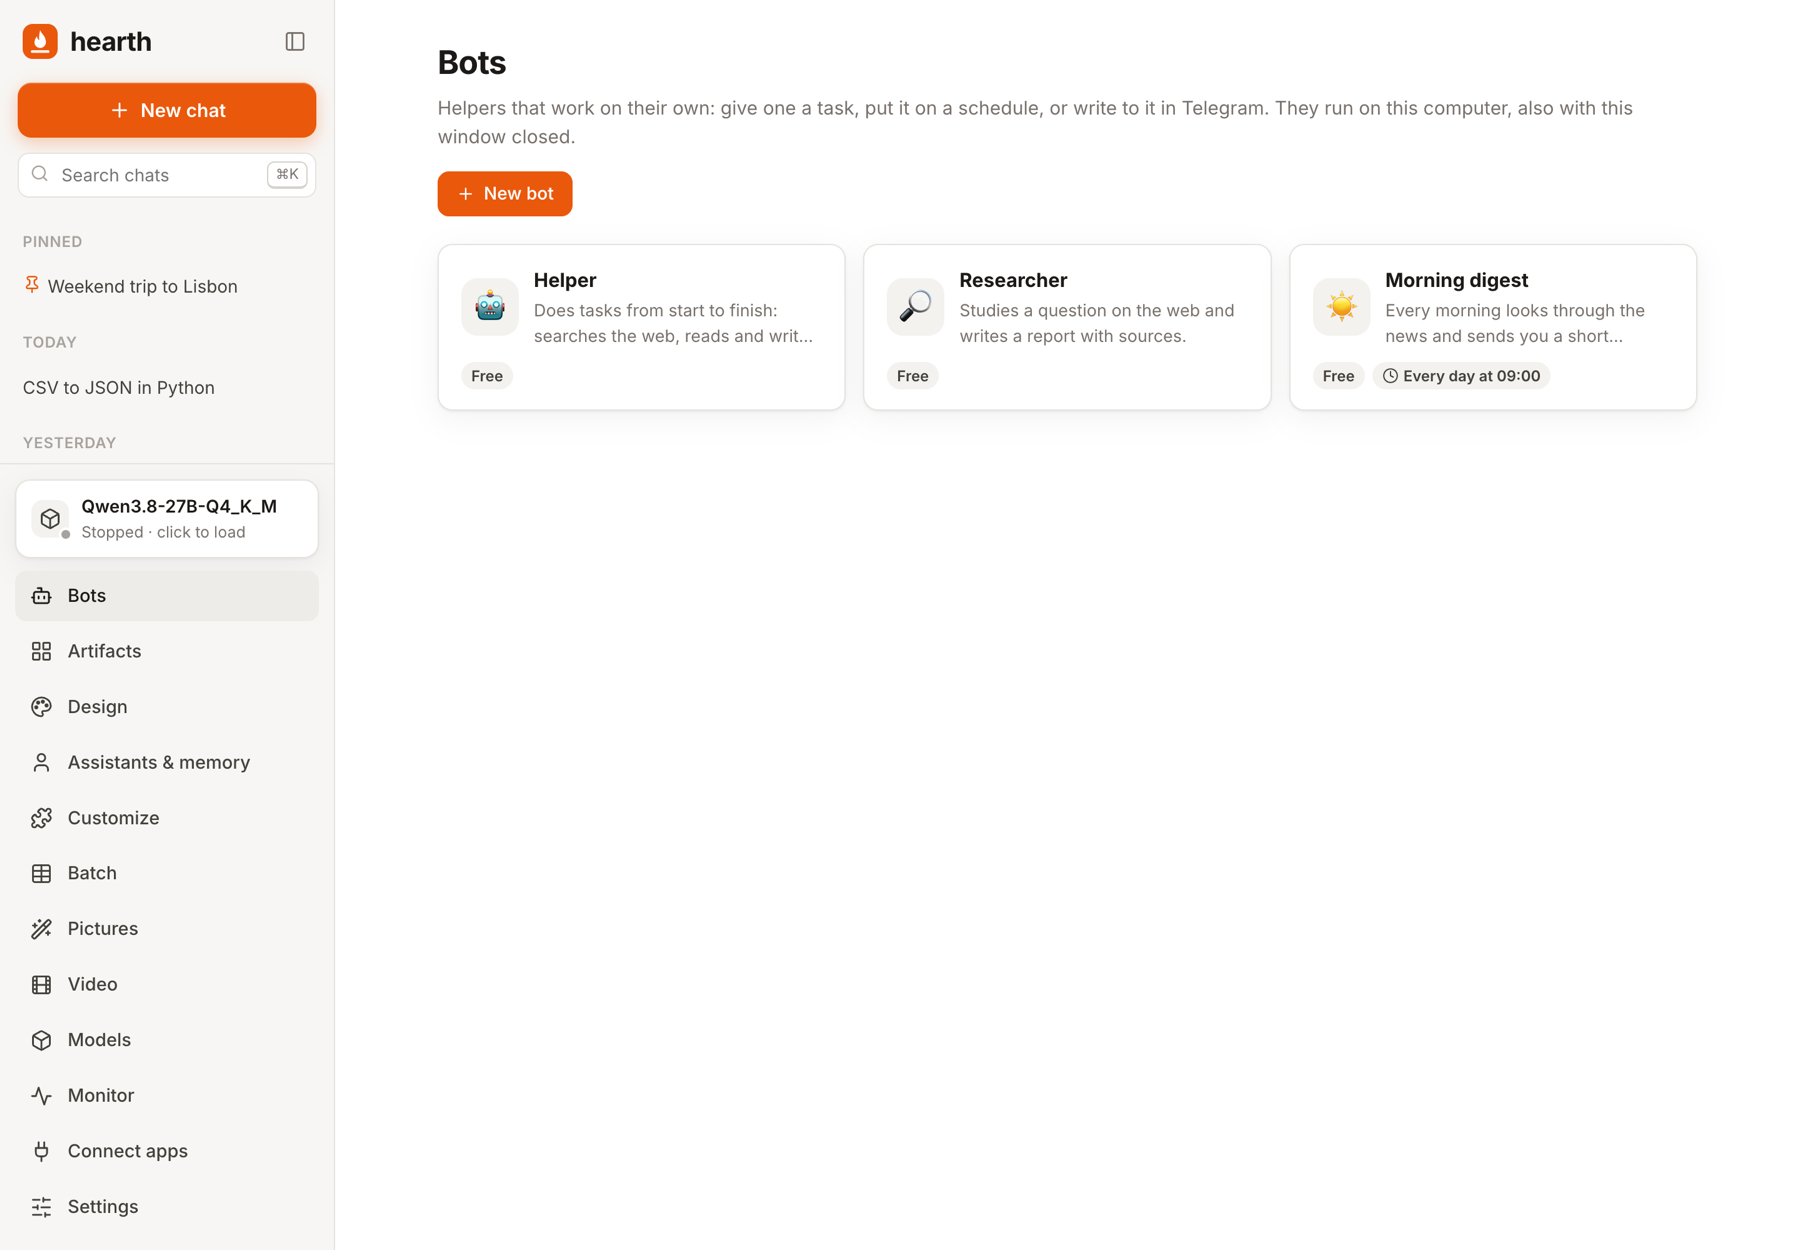 hearth
New chat
Search chats
⌘K
PINNED
Weekend trip to Lisbon
TODAY
CSV to JSON in Python
YESTERDAY
Qwen3.8-27B-Q4_K_M
Stopped · click to load
Bots
Artifacts
Design
Assistants & memory
Customize
Batch
Pictures
Video
Models
Monitor
Connect apps
Settings
Bots
Helpers that work on their own: give one a task, put it on a schedule, or write to it in Telegram. They run on this computer, also with this
window closed.
New bot
Helper
Does tasks from start to finish:
searches the web, reads and writ...
Free
Researcher
Studies a question on the web and
writes a report with sources.
Free
Morning digest
Every morning looks through the
news and sends you a short...
Free
Every day at 09:00